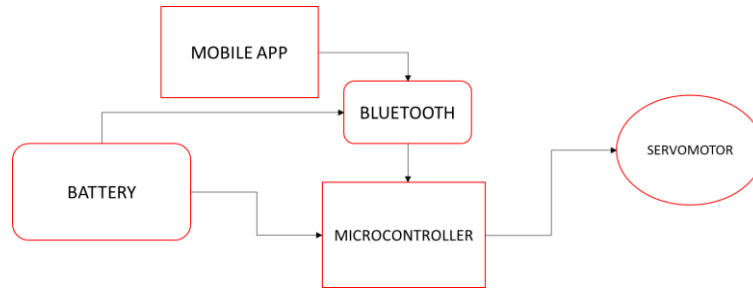 MOBILE APP
BLUETOOTH
SERVOMOTOR
BATTERY
MICROCONTROLLER